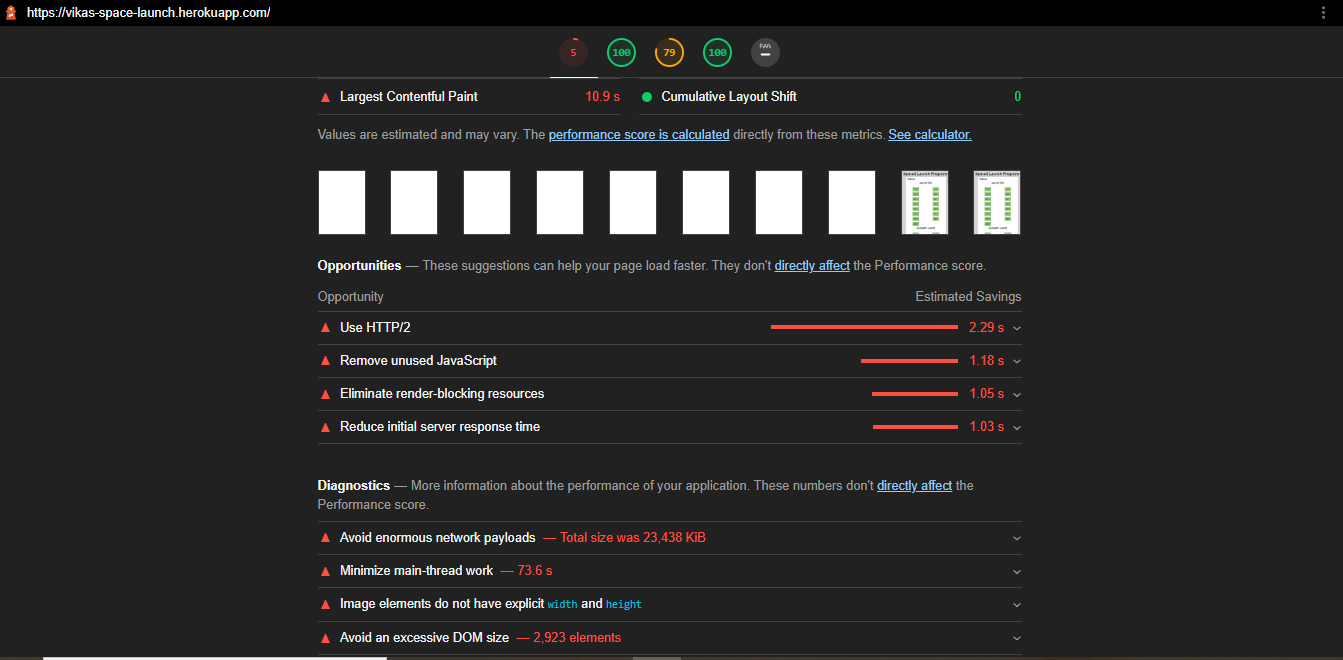 https://vikas-space-launch.herokuapp.com/
5 100 79 100 PWA
Largest Contentful Paint 10.9 s Cumulative Layout Shift 0
Values are estimated and may vary. The performance score is calculated directly from these metrics. See calculator.
SpaceX Launch Programs SpaceX Launch Programs
Opportunities — These suggestions can help your page load faster. They don't directly affect the Performance score.
Opportunity Estimated Savings
Use HTTP/2 2.29 s
Remove unused JavaScript 1.18 s
Eliminate render-blocking resources 1.05 s
Reduce initial server response time 1.03 s
Diagnostics — More information about the performance of your application. These numbers don't directly affect the
Performance score.
Avoid enormous network payloads — Total size was 23,438 KiB
Minimize main-thread work — 73.6 s
Image elements do not have explicit width and height
Avoid an excessive DOM size — 2,923 elements